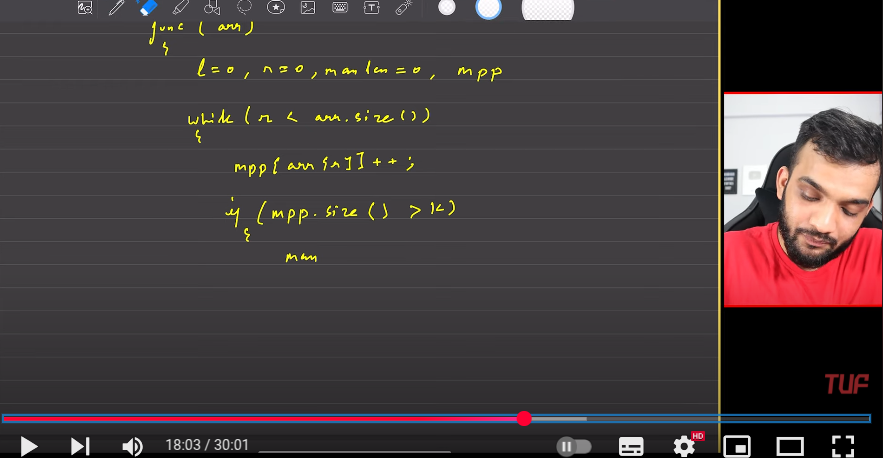 func ( arr)
{
l = 0, r = 0, maxlen = 0, mpp
while ( r < arr.size ( ) )
{
mpp[ arr [r] ] + + ;
if (mpp.size ( ) > k)
{
max
TUF
18:03 / 30:01
HD